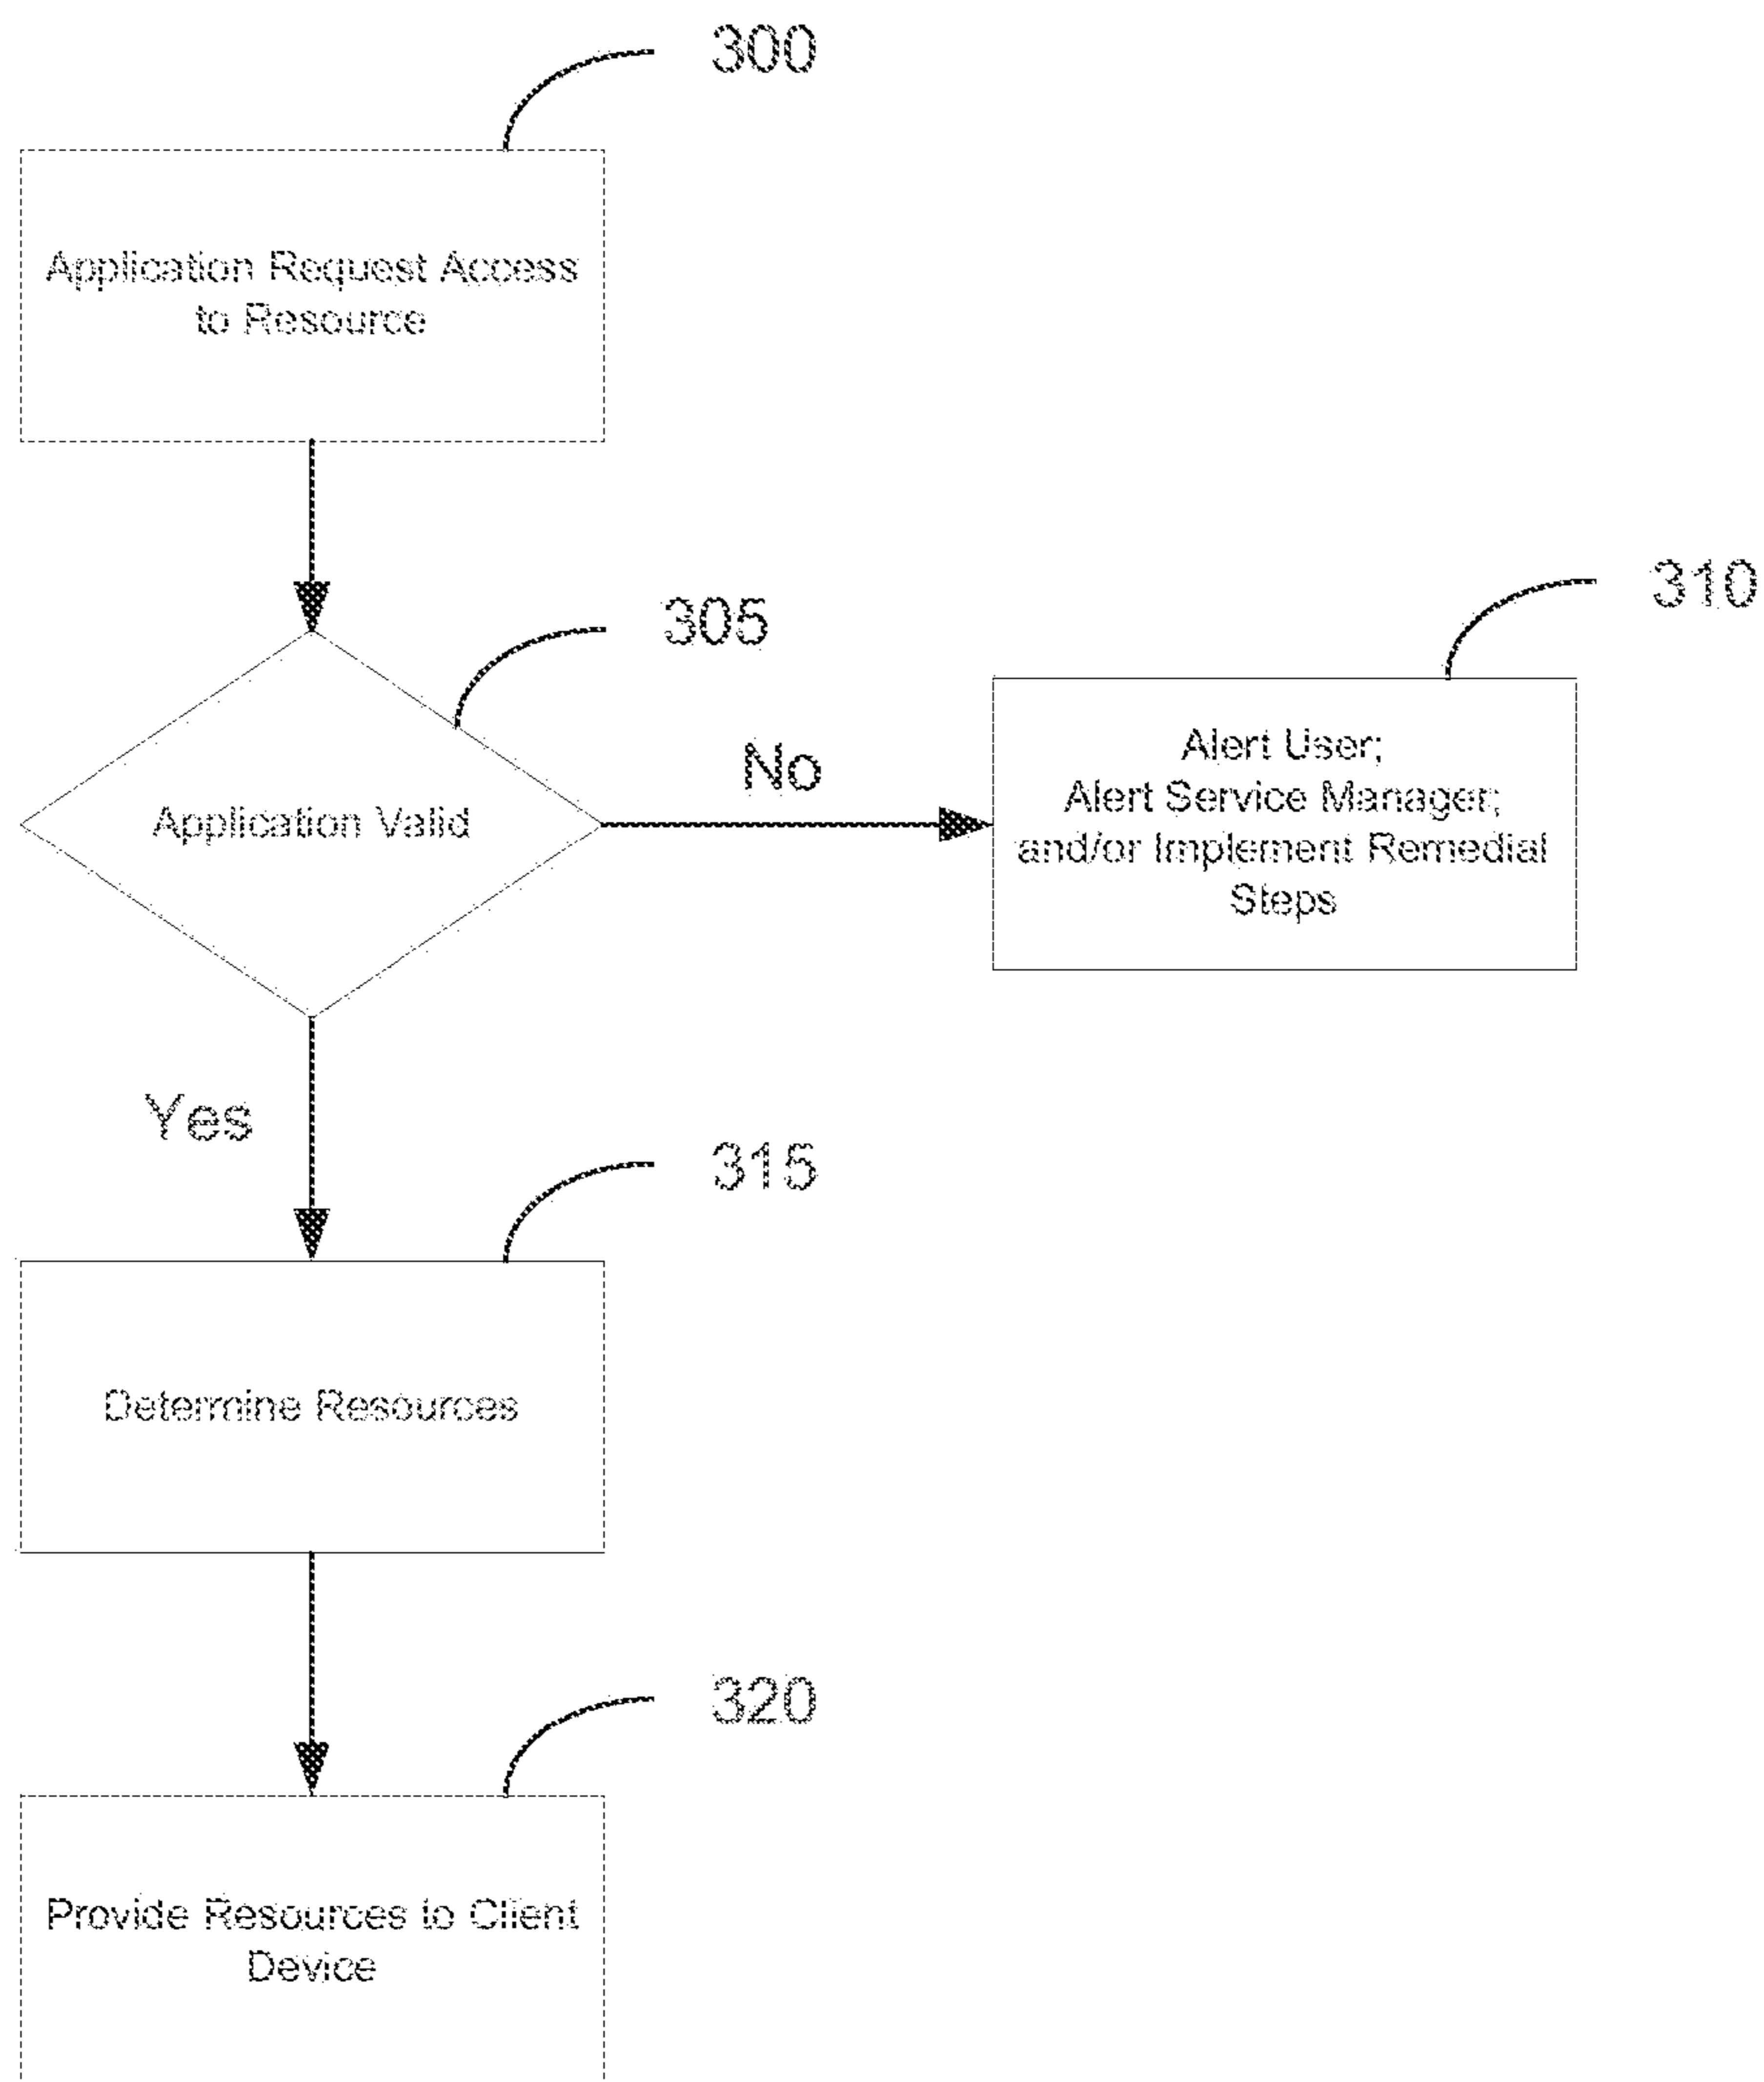 300
Application Request Access
to Resource
305
Application Valid
No
310
Alert User;
Alert Service Manager;
and/or Implement Remedial
Steps
Yes
315
Determine Resources
320
Provide Resources to Client
Device